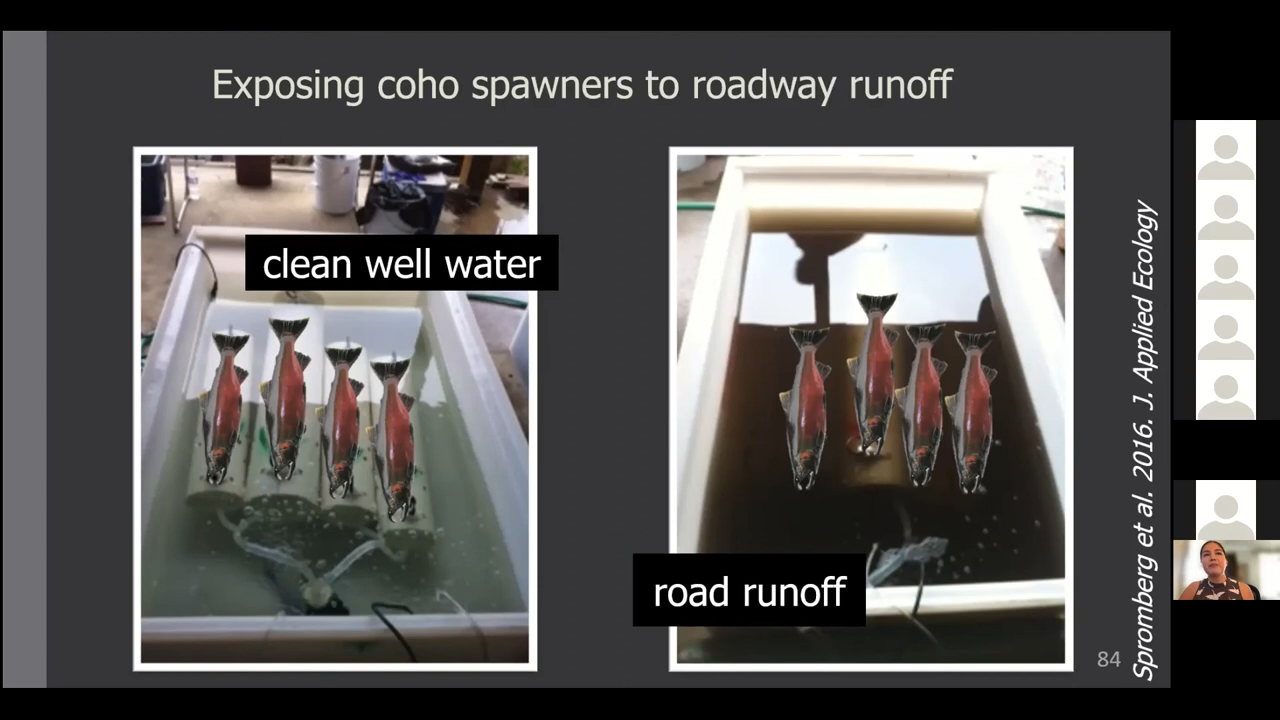 Exposing coho spawners to roadway runoff
clean well water
road runoff
Spromberg et al. 2016. J. Applied Ecology
84